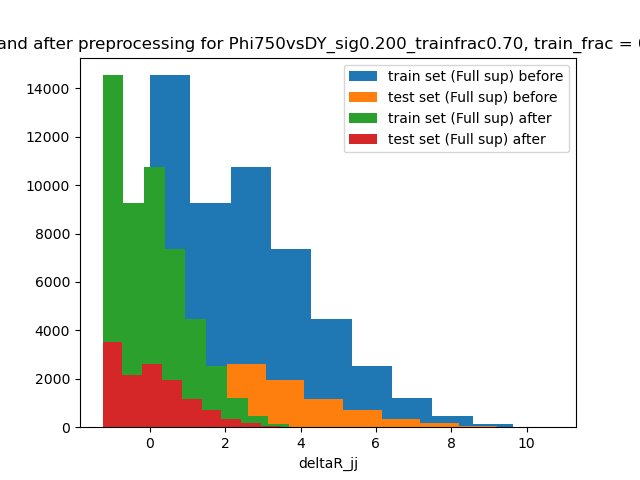 and after preprocessing for Phi750vsDY_sig0.200_trainfrac0.70, train_frac =
train set (Full sup) before
test set (Full sup) before
train set (Full sup) after
test set (Full sup) after
14000
12000
10000
8000
6000
4000
2000
0
0 2 4 6 8 10
deltaR_jj